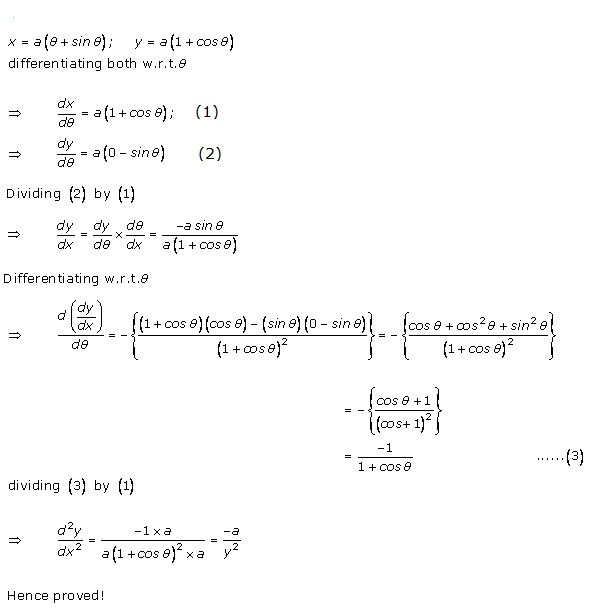 x = a(θ + sin θ);  y = a(1 + cos θ)
differentiating both w.r.t.θ
⇒ dx/dθ = a(1 + cos θ);  (1)
⇒ dy/dθ = a(0 − sin θ)  (2)
Dividing (2) by (1)
⇒ dy/dx = dy/dθ × dθ/dx = −a sin θ/a(1 + cos θ)
Differentiating w.r.t.θ
⇒ d(dy/dx)/dθ = −{(1 + cos θ)(cos θ) − (sin θ)(0 − sin θ)/(1 + cos θ)²} = −{cos θ + cos² θ + sin² θ/(1 + cos θ)²}
= −{cos θ + 1/(cos + 1)²}
= −1/1 + cos θ  ......(3)
dividing (3) by (1)
⇒ d²y/dx² = −1 × a/a(1 + cos θ)² × a = −a/y²
Hence proved!